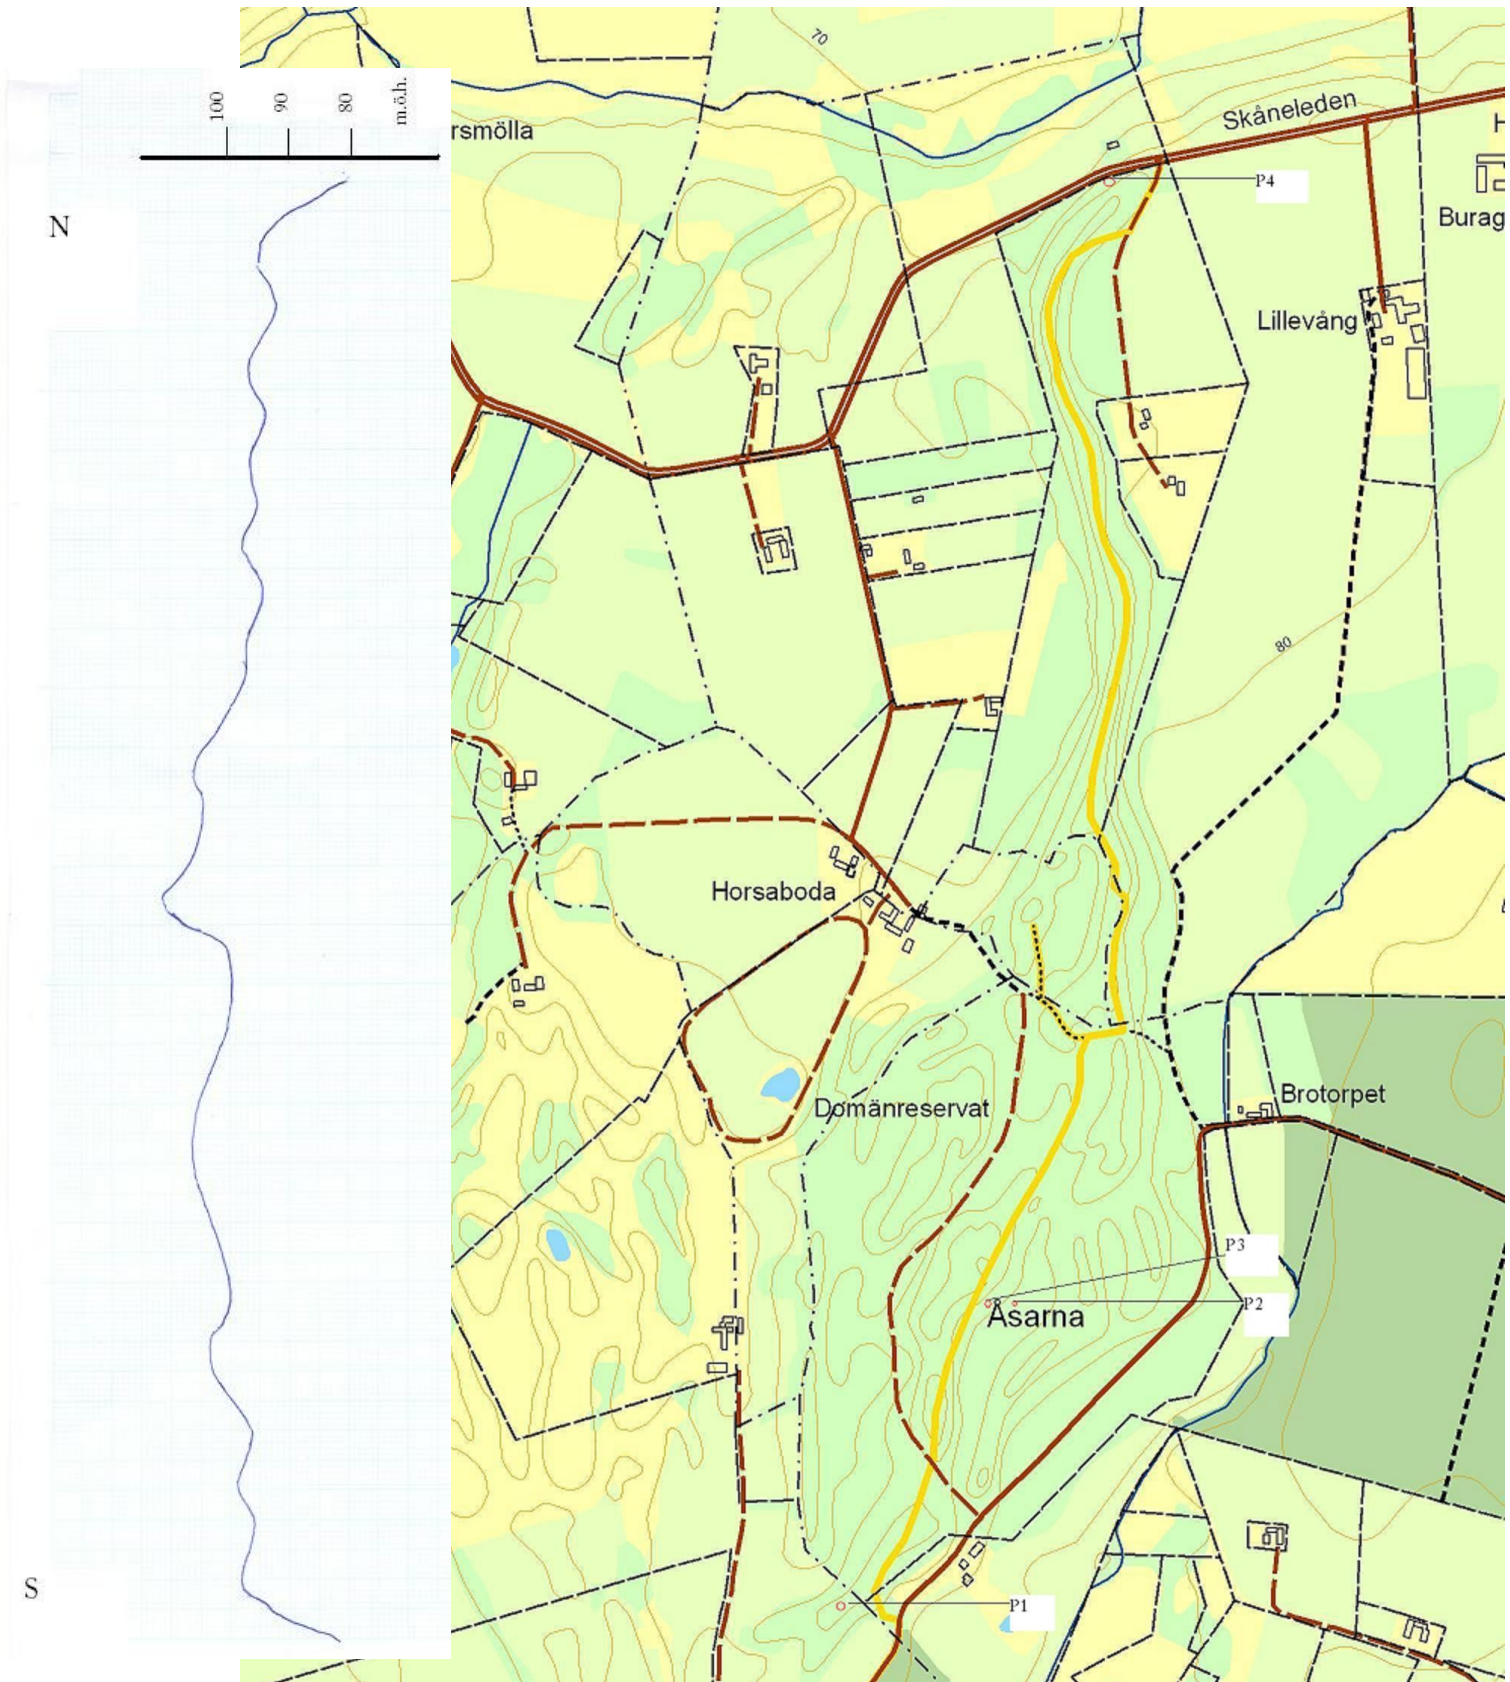 70
100
90
80
m.ö.h.
rsmölla
Skåneleden
H
P4
N
Burag
Lillevång
80
Horsaboda
Domänreservat
Brotorpet
P3
P2
Åsarna
S
P1